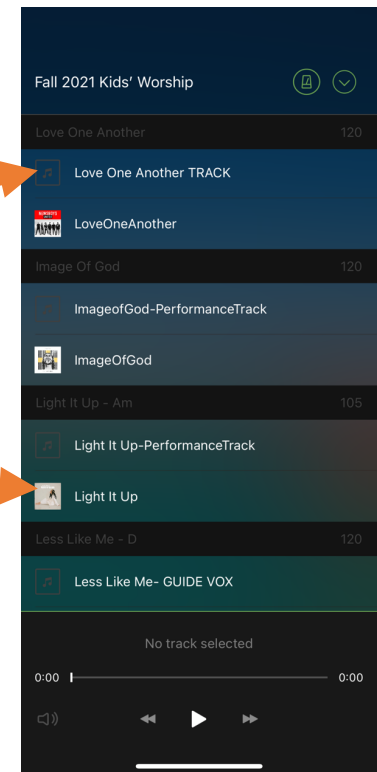 Fall 2021 Kids' Worship
Love One Another 120
Love One Another TRACK
LoveOneAnother
Image Of God 120
ImageofGod-PerformanceTrack
ImageOfGod
Light It Up - Am 105
Light It Up-PerformanceTrack
Light It Up
Less Like Me - D 120
Less Like Me- GUIDE VOX
No track selected
0:00 0:00